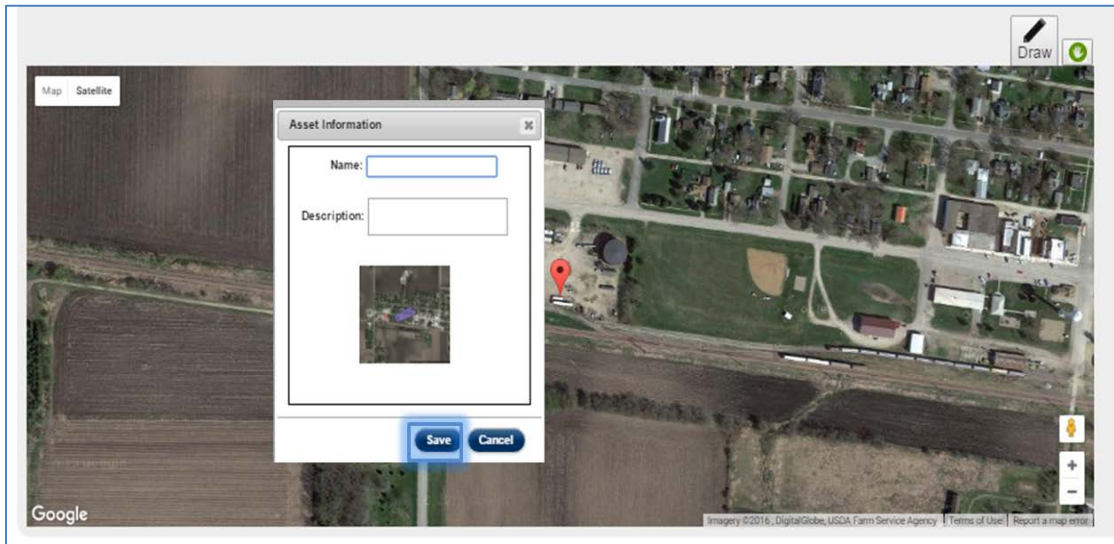 Draw
Map Satellite
Asset Information
Name:
Description:
Save Cancel
Google
Imagery ©2016 , DigitalGlobe, USDA Farm Service Agency Terms of Use Report a map error